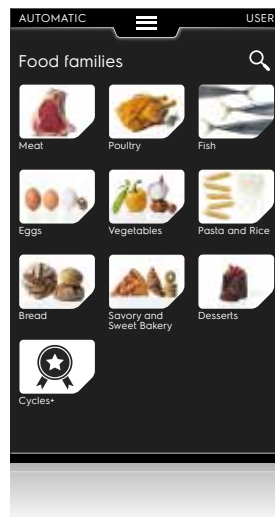 AUTOMATIC USER
Food families
Meat Poultry Fish
Eggs Vegetables Pasta and Rice
Bread Savory and Sweet Bakery Desserts
Cycles+